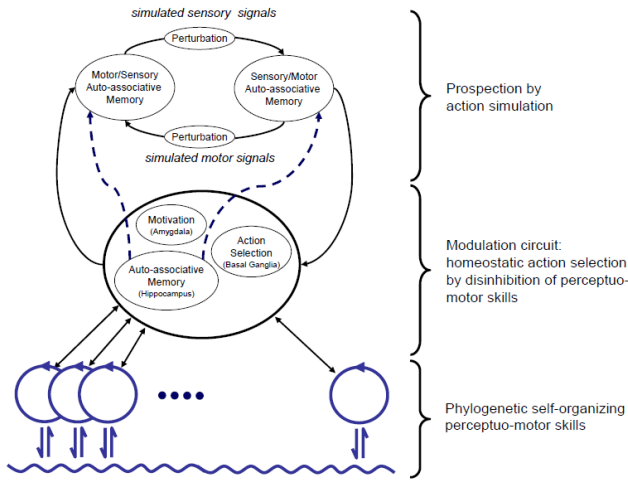 simulated sensory signals
Perturbation
Motor/Sensory
Auto-associative
Memory
Sensory/Motor
Auto-associative
Memory
Perturbation
simulated motor signals
Prospection by
action simulation
Motivation
(Amygdala)
Action
Selection
(Basal Ganglia)
Auto-associative
Memory
(Hippocampus)
Modulation circuit:
homeostatic action selection
by disinhibition of perceptuo-
motor skills
Phylogenetic self-organizing
perceptuo-motor skills